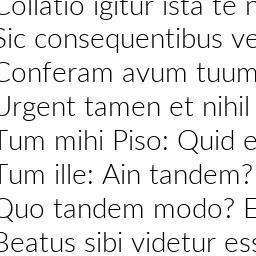 Collatio igitur ista te n
Sic consequentibus ve
Conferam avum tuum
Urgent tamen et nihil
Tum mihi Piso: Quid e
Tum ille: Ain tandem?
Quo tandem modo? E
Beatus sibi videtur ess